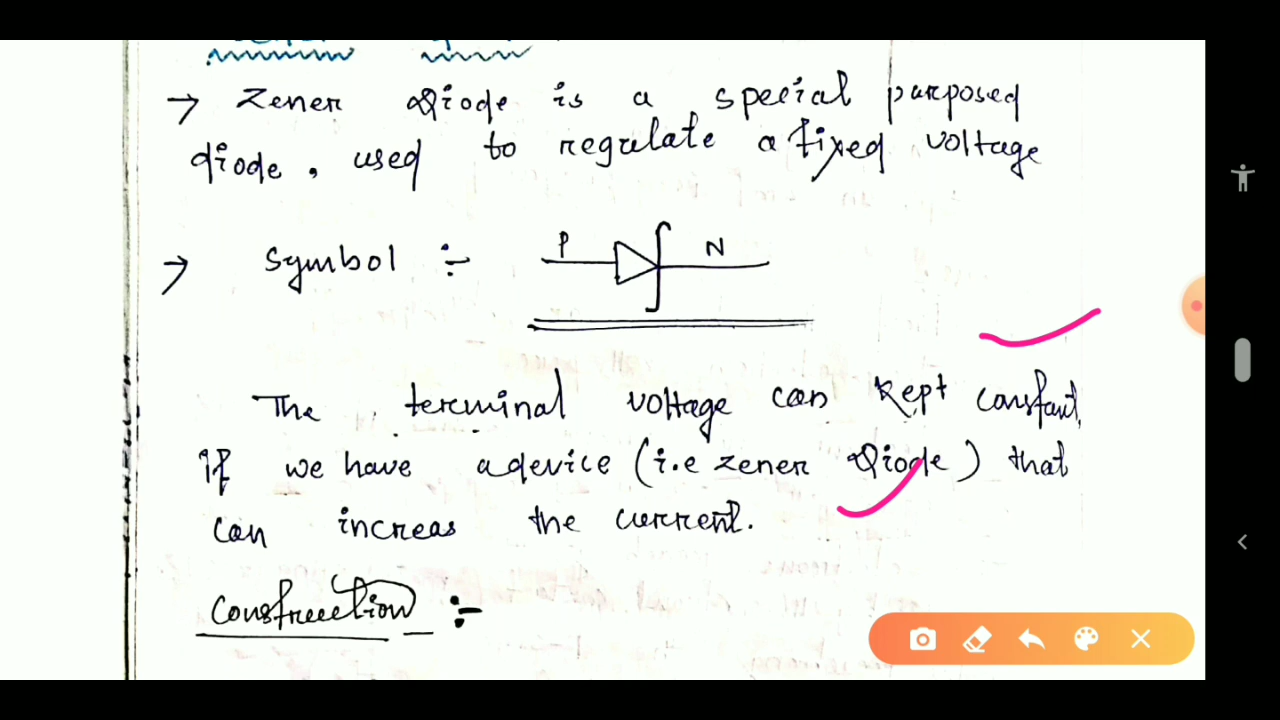 → Zener Diode is a special purposed
diode, used to regulate a fixed voltage
→ Symbol ÷ P N
The terminal voltage can kept constant,
If we have a device (i.e zener Diode) that
can increas the current.
Construction ÷